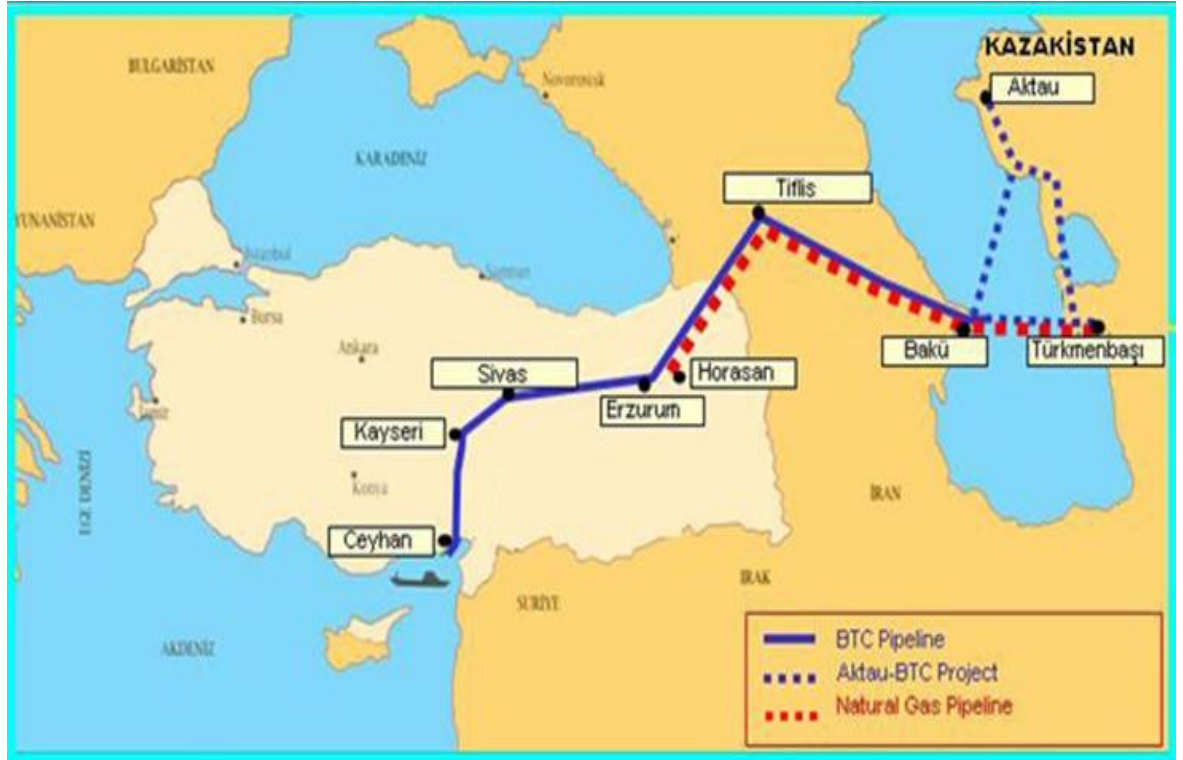 KAZAKİSTAN
BULGARİSTAN
Novorosisk
Aktau
KARADENİZ
Tiflis
YUNANİSTAN
İstanbul
Samsun
Bursa
Ankara
Bakü
Türkmenbaşı
Sivas
Horasan
Erzurum
İzmir
Kayseri
EGE DENİZİ
Konya
İRAN
Ceyhan
IRAK
SURİYE
AKDENİZ
BTC Pipeline
Aktau-BTC Project
Natural Gas Pipeline